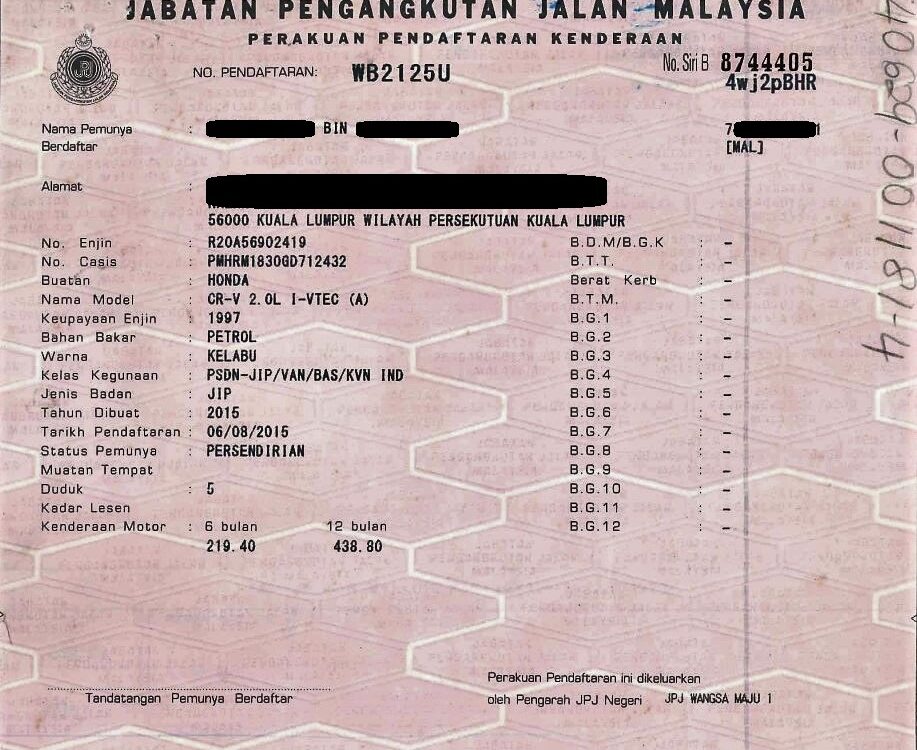 JABATAN PENGANGKUTAN JALAN MALAYSIA
PERAKUAN PENDAFTARAN KENDERAAN
NO. PENDAFTARAN: WB2125U
No. Siri B 8744405
4wj2pBHR
Nama Pemunya Berdaftar : BIN 7 1
[MAL]
Alamat :
56000 KUALA LUMPUR WILAYAH PERSEKUTUAN KUALA LUMPUR
No. Enjin : R20A56902419 B.D.M/B.G.K : -
No. Casis : PMHRM1830GD712432 B.T.T. : -
Buatan : HONDA Berat Kerb : -
Nama Model : CR-V 2.0L I-VTEC (A) B.T.M. : -
Keupayaan Enjin : 1997 B.G.1 : -
Bahan Bakar : PETROL B.G.2 : -
Warna : KELABU B.G.3 : -
Kelas Kegunaan : PSDN-JIP/VAN/BAS/KVN IND B.G.4 : -
Jenis Badan : JIP B.G.5 : -
Tahun Dibuat : 2015 B.G.6 : -
Tarikh Pendaftaran : 06/08/2015 B.G.7 : -
Status Pemunya : PERSENDIRIAN B.G.8 : -
Muatan Tempat B.G.9 : -
Duduk : 5 B.G.10 : -
Kadar Lesen B.G.11 : -
Kenderaan Motor : 6 bulan 12 bulan B.G.12 : -
219.40 438.80
Tandatangan Pemunya Berdaftar
Perakuan Pendaftaran ini dikeluarkan
oleh Pengarah JPJ Negeri JPJ WANGSA MAJU 1